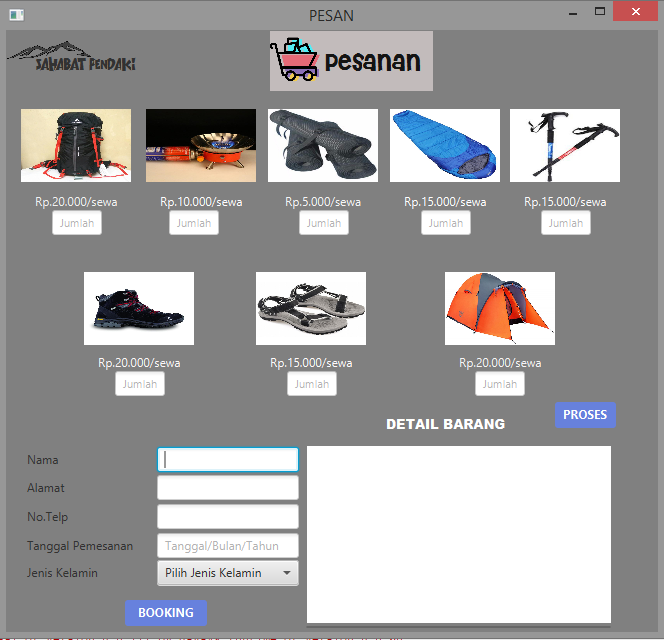 PESAN
SAHABAT PENDAKI
pesanan
Rp.20.000/sewa
Rp.10.000/sewa
Rp.5.000/sewa
Rp.15.000/sewa
Rp.15.000/sewa
Jumlah
Jumlah
Jumlah
Jumlah
Jumlah
Rp.20.000/sewa
Rp.15.000/sewa
Rp.20.000/sewa
Jumlah
Jumlah
Jumlah
PROSES
DETAIL BARANG
Nama
Alamat
No.Telp
Tanggal Pemesanan Tanggal/Bulan/Tahun
Jenis Kelamin Pilih Jenis Kelamin
BOOKING